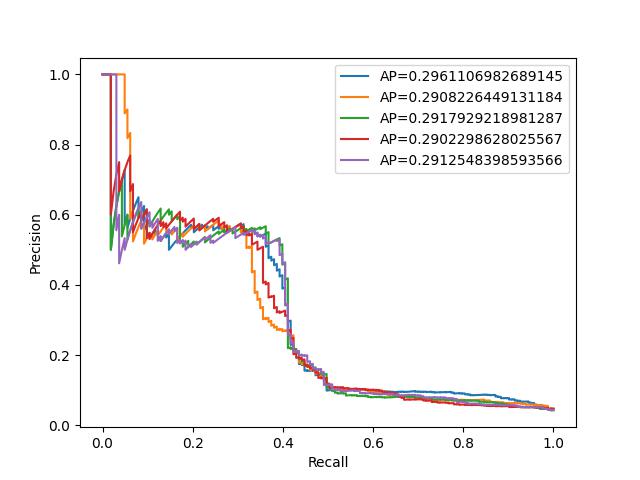 AP=0.2961106982689145
AP=0.2908226449131184
AP=0.2917929218981287
AP=0.2902298628025567
AP=0.2912548398593566
1.0
0.8
0.6
0.4
0.2
0.0
Precision
0.0 0.2 0.4 0.6 0.8 1.0
Recall